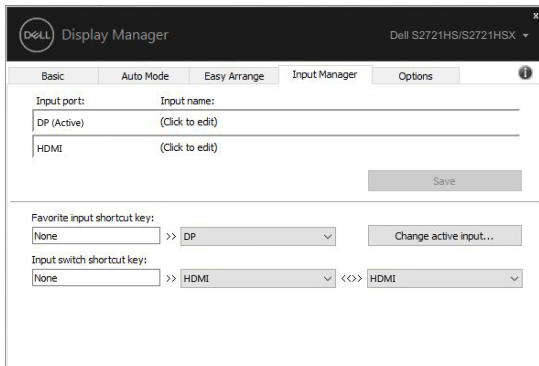 DELL Display Manager Dell S2721HS/S2721HSX
x
Basic Auto Mode Easy Arrange Input Manager Options i
Input port: Input name:
DP (Active) (Click to edit)
HDMI (Click to edit)
Save
Favorite input shortcut key:
None >> DP Change active input...
Input switch shortcut key:
None >> HDMI <<>> HDMI